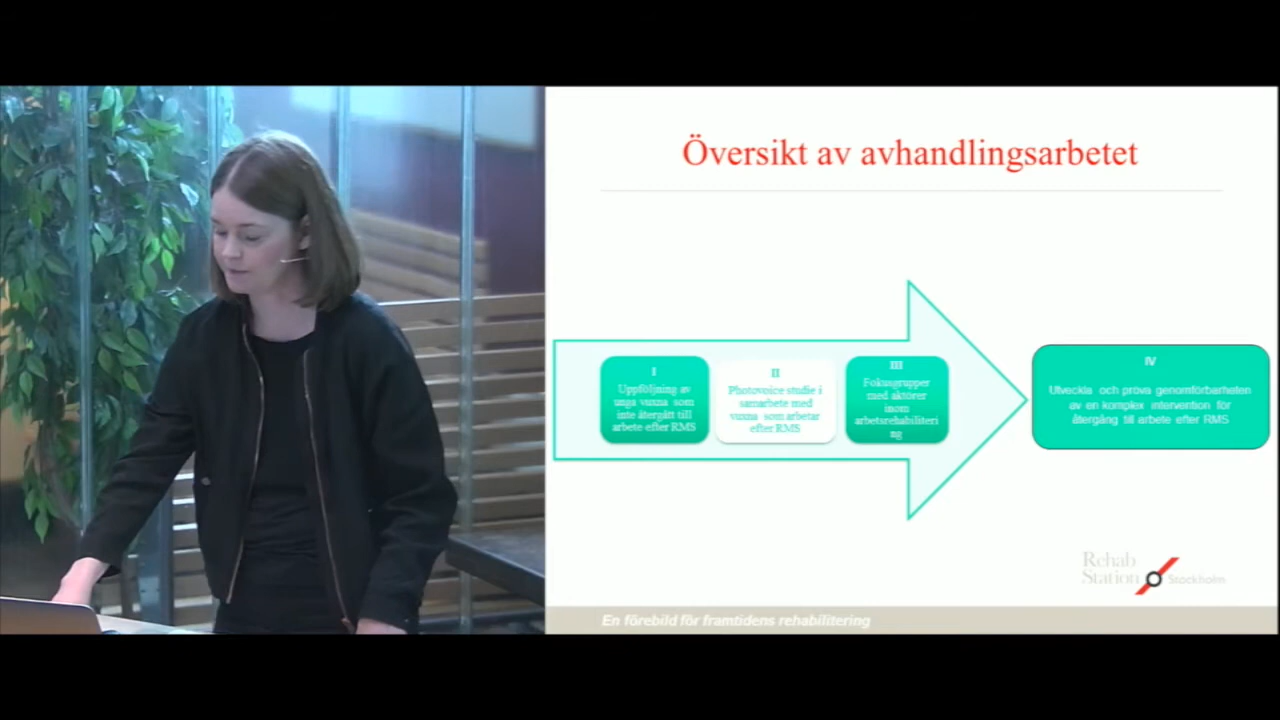 Översikt av avhandlingsarbetet
I
Uppföljning av
unga vuxna som
inte återgått till
arbete efter RMS
II
Photovoice studie i
samarbete med
vuxna som arbetar
efter RMS
III
Fokusgrupper
med aktörer
inom
arbetsrehabiliteri
ng
IV
Utveckla och pröva genomförbarheten
av en komplex intervention för
återgång till arbete efter RMS
Rehab
Station Stockholm
En förebild för framtidens rehabilitering